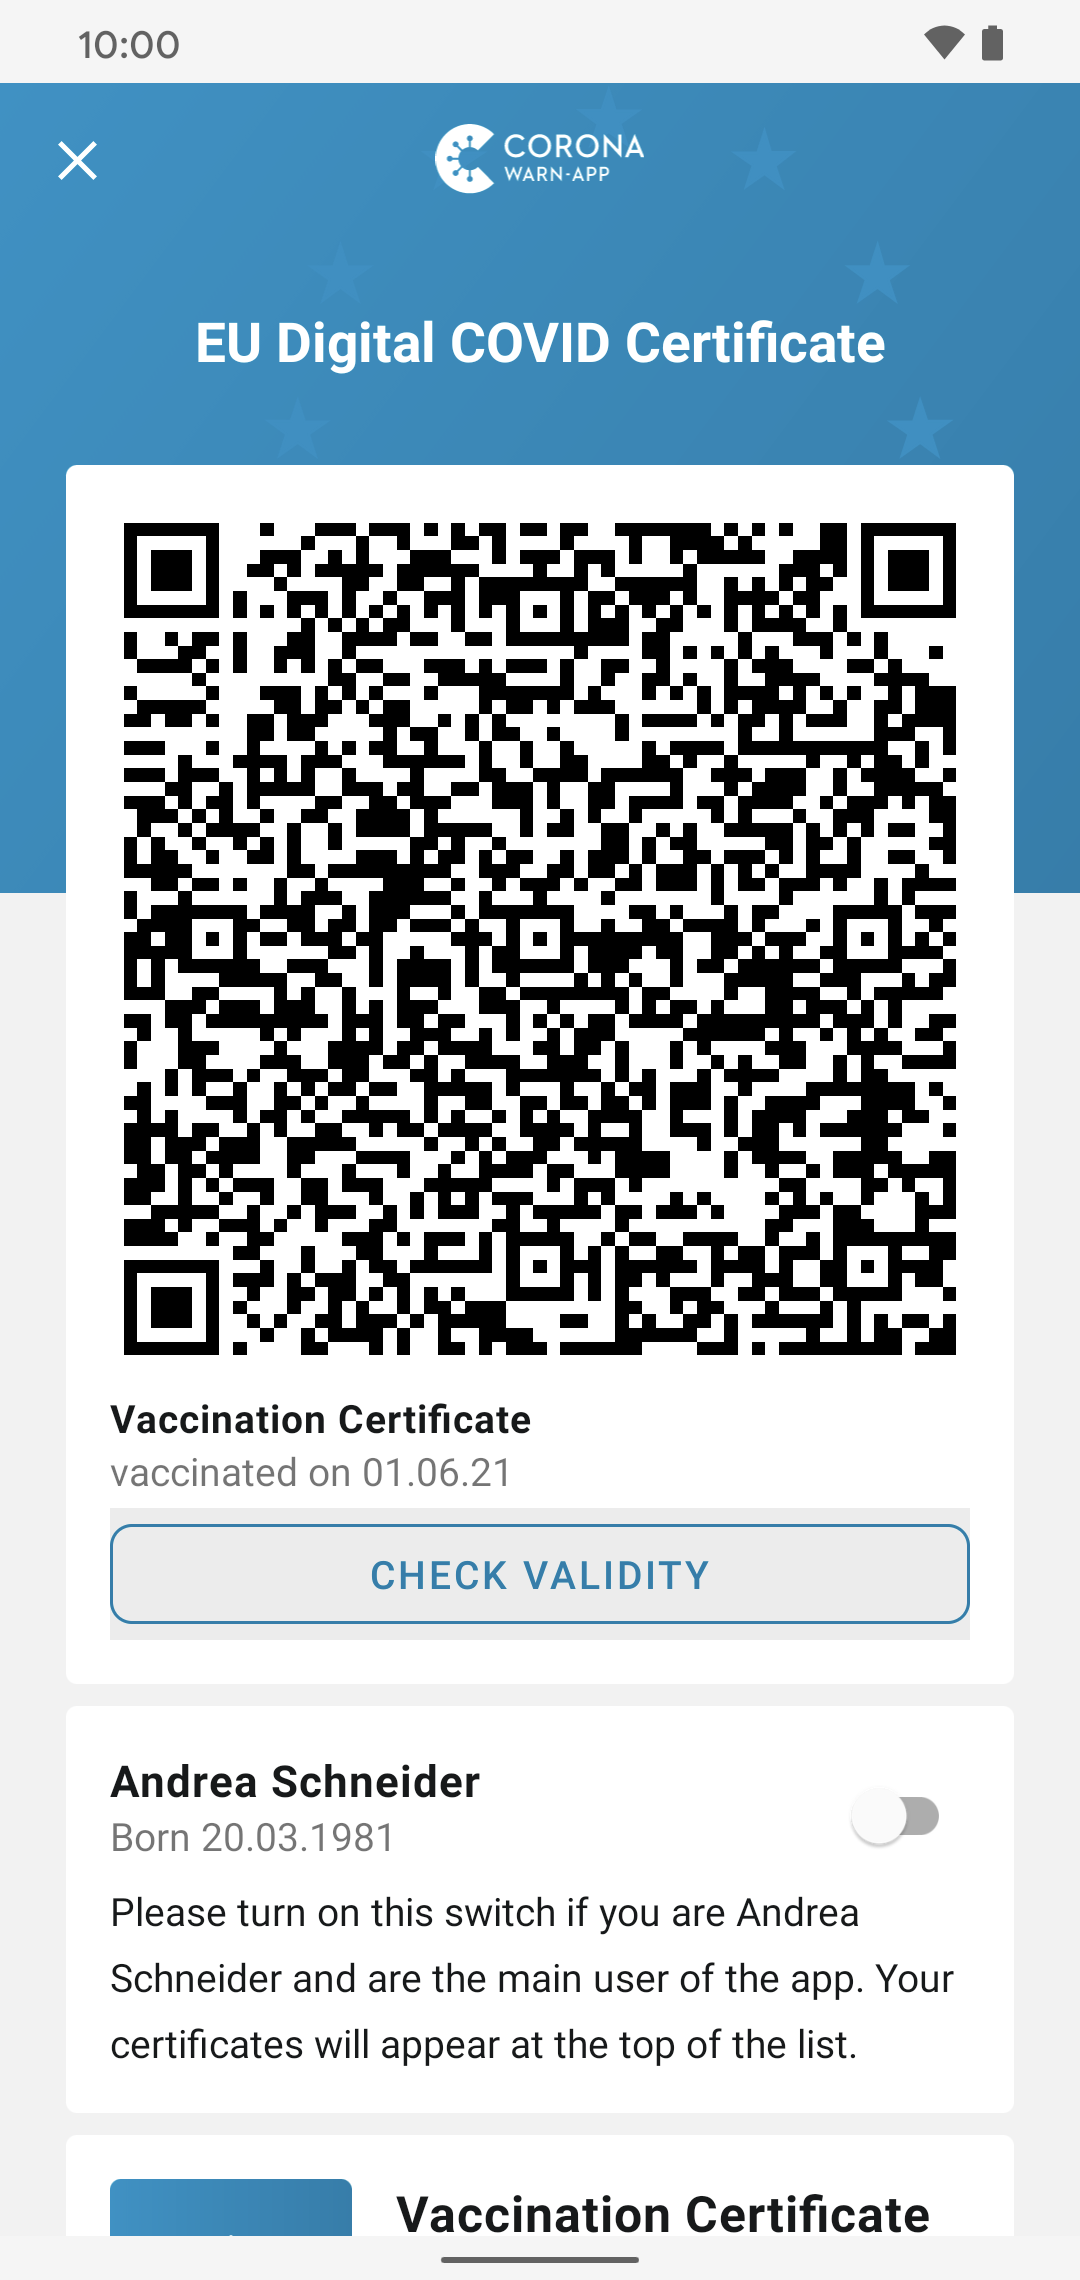 10:00
CORONA
WARN-APP
EU Digital COVID Certificate
Vaccination Certificate
vaccinated on 01.06.21
CHECK VALIDITY
Andrea Schneider
Born 20.03.1981
Please turn on this switch if you are Andrea
Schneider and are the main user of the app. Your
certificates will appear at the top of the list.
Vaccination Certificate